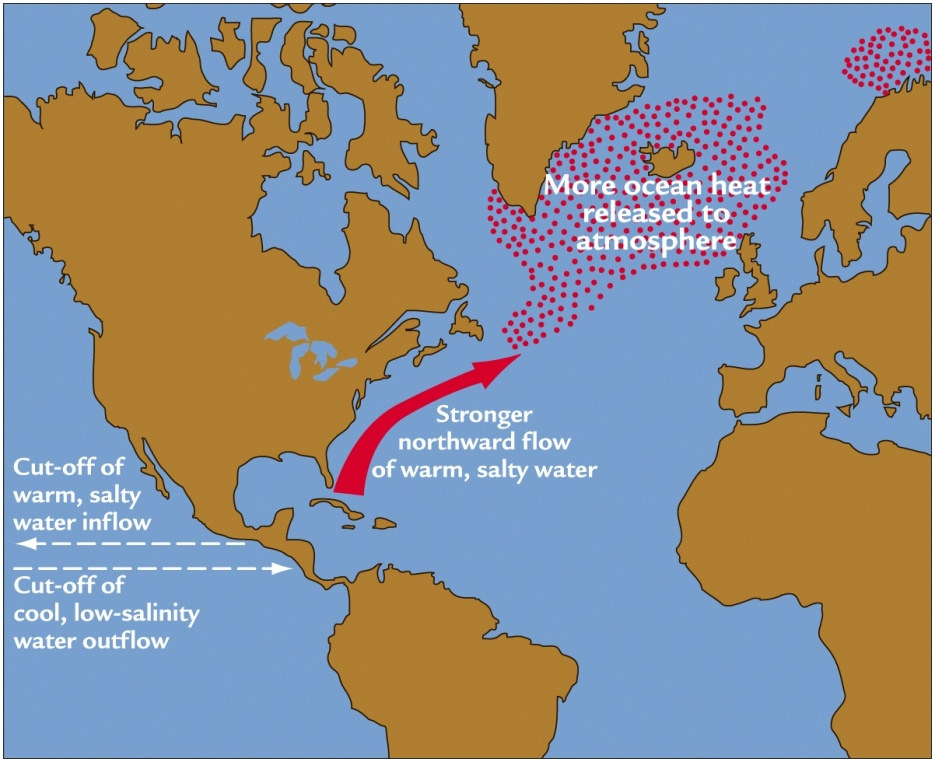 More ocean heat
released to
atmosphere
Stronger
northward flow
of warm, salty water
Cut-off of
warm, salty
water inflow
Cut-off of
cool, low-salinity
water outflow